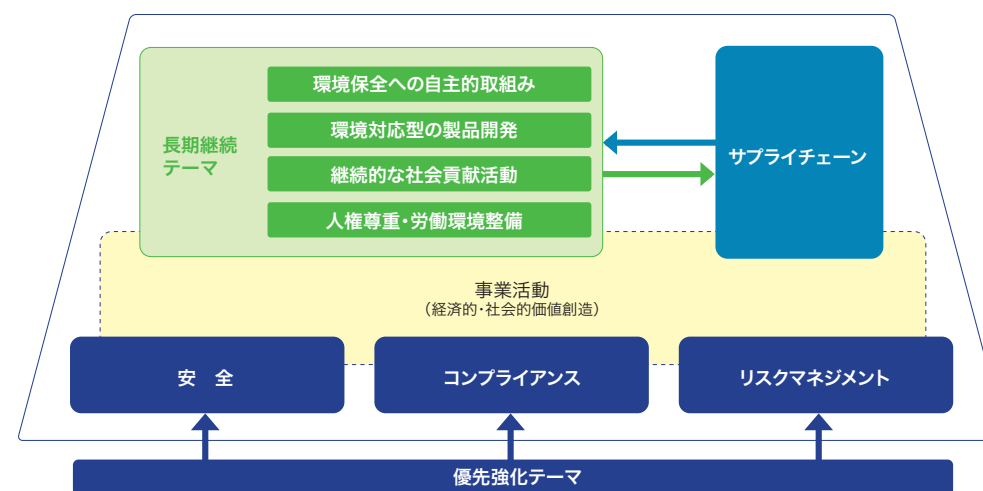 長期継続
テーマ
環境保全への自主的取組み
環境対応型の製品開発
継続的な社会貢献活動
人権尊重・労働環境整備
サプライチェーン
事業活動
（経済的・社会的価値創造）
安　全
コンプライアンス
リスクマネジメント
優先強化テーマ